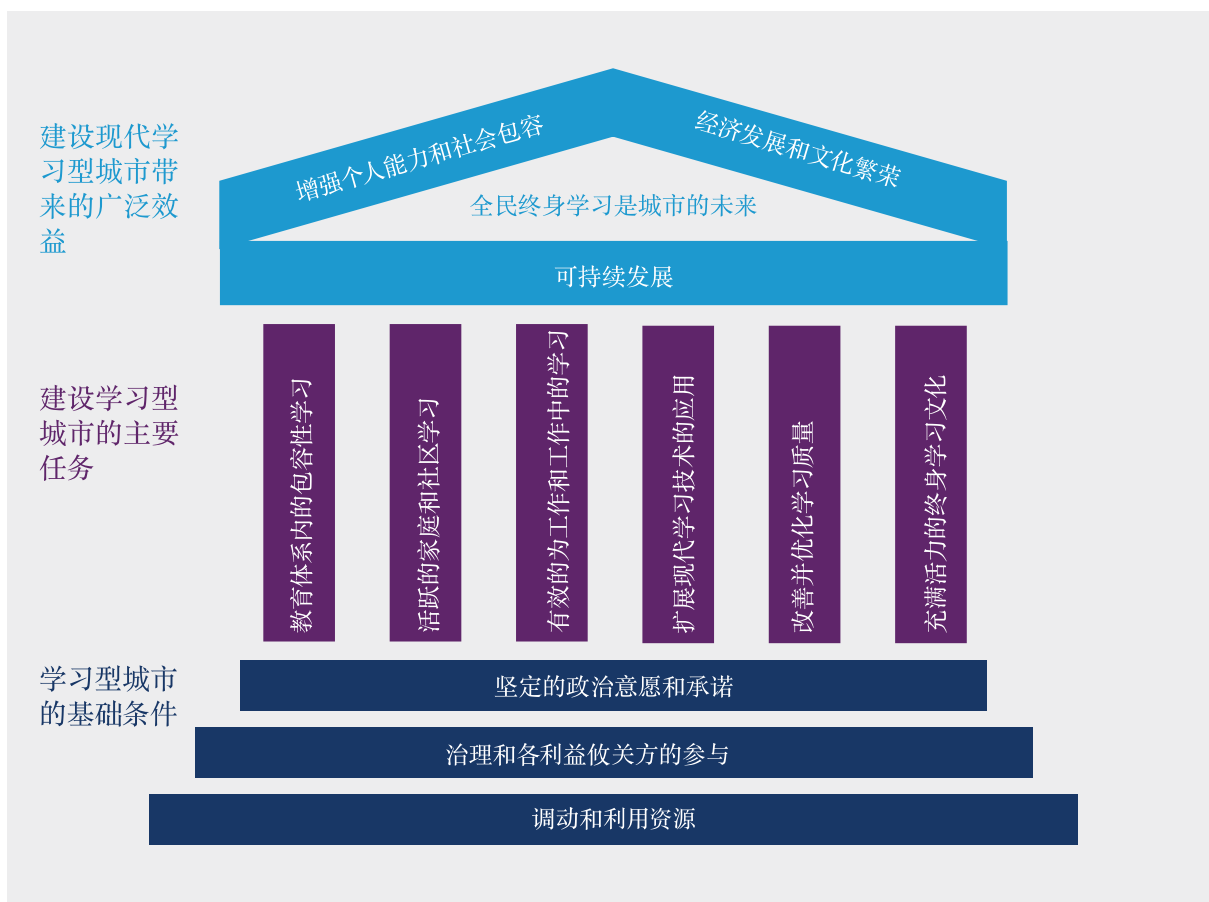 建设现代学
习型城市带
来的广泛效
益
增强个人能力和社会包容
经济发展和文化繁荣
全民终身学习是城市的未来
可持续发展
建设学习型
城市的主要
任务
教育体系内的包容性学习
活跃的家庭和社区学习
有效的为工作和工作中的学习
扩展现代学习技术的应用
改善并优化学习质量
充满活力的终身学习文化
学习型城市
的基础条件
坚定的政治意愿和承诺
治理和各利益攸关方的参与
调动和利用资源